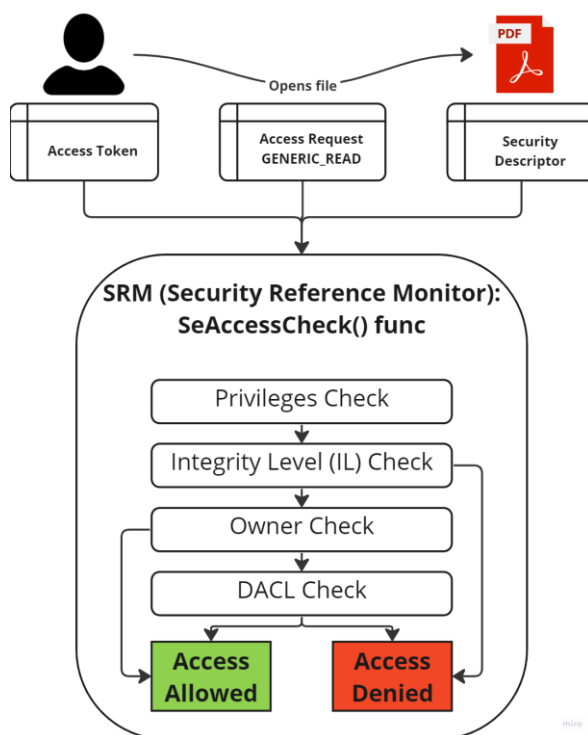 PDF
Opens file
Access Token
Access Request
GENERIC_READ
Security
Descriptor
SRM (Security Reference Monitor):
SeAccessCheck() func
Privileges Check
Integrity Level (IL) Check
Owner Check
DACL Check
Access
Allowed
Access
Denied
miro